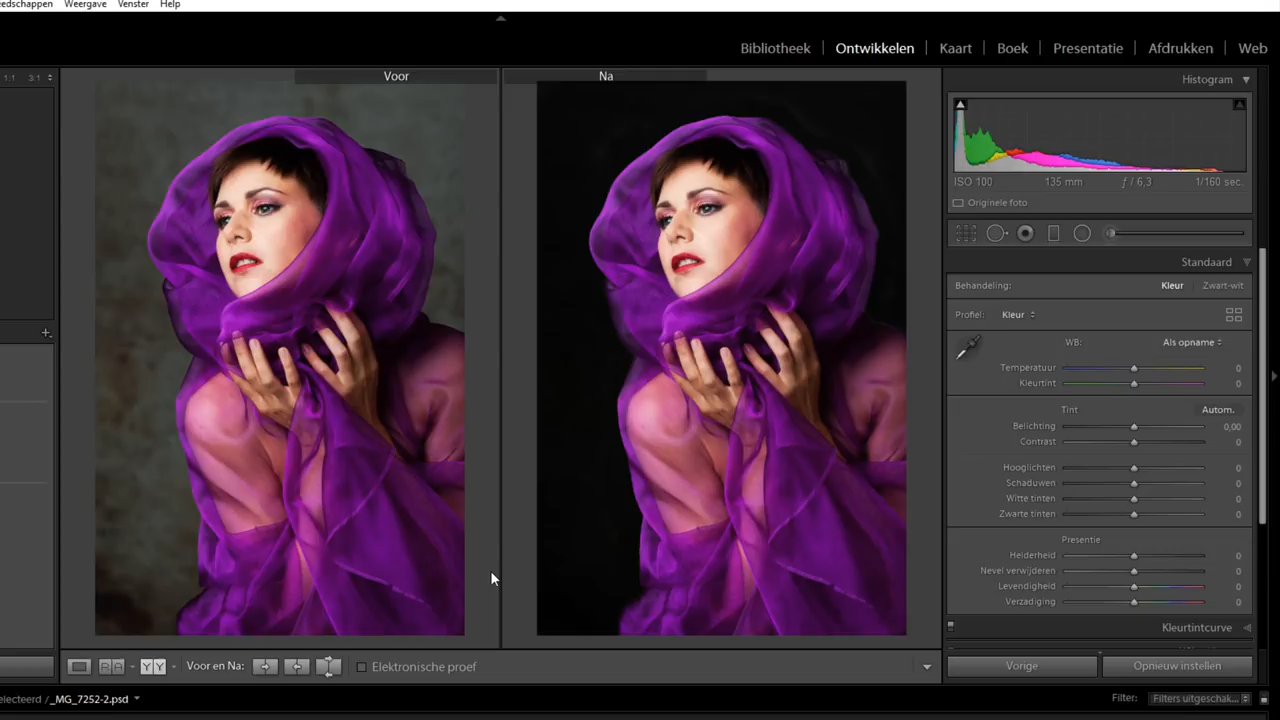 eedschappen Weergave Venster Help
Bibliotheek Ontwikkelen Kaart Boek Presentatie Afdrukken Web
1:1 3:1
Voor
Na
Histogram
ISO 100 135 mm ƒ / 6,3 1/160 sec.
Originele foto
Standaard
Behandeling: Kleur Zwart-wit
Profiel: Kleur
WB: Als opname
Temperatuur 0
Kleurtint 0
Tint Autom.
Belichting 0,00
Contrast 0
Hooglichten 0
Schaduwen 0
Witte tinten 0
Zwarte tinten 0
Presentie
Helderheid 0
Nevel verwijderen 0
Levendigheid 0
Verzadiging 0
Kleurtintcurve
RA YY Voor en Na: Elektronische proef
Vorige Opnieuw instellen
electeerd / _MG_7252-2.psd
Filter: Filters uitgeschak...